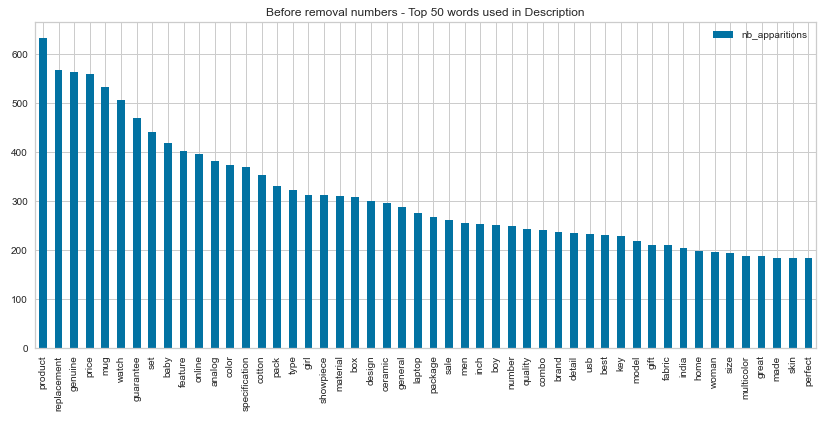 Before removal numbers - Top 50 words used in Description
nb_apparitions
600
500
400
300
200
100
0
product
replacement
genuine
price
mug
watch
guarantee
set
baby
feature
online
analog
color
specification
cotton
pack
type
girl
showpiece
material
box
design
ceramic
general
laptop
package
sale
men
inch
boy
number
quality
combo
brand
detail
usb
best
key
model
gift
fabric
india
home
woman
size
multicolor
great
made
skin
perfect